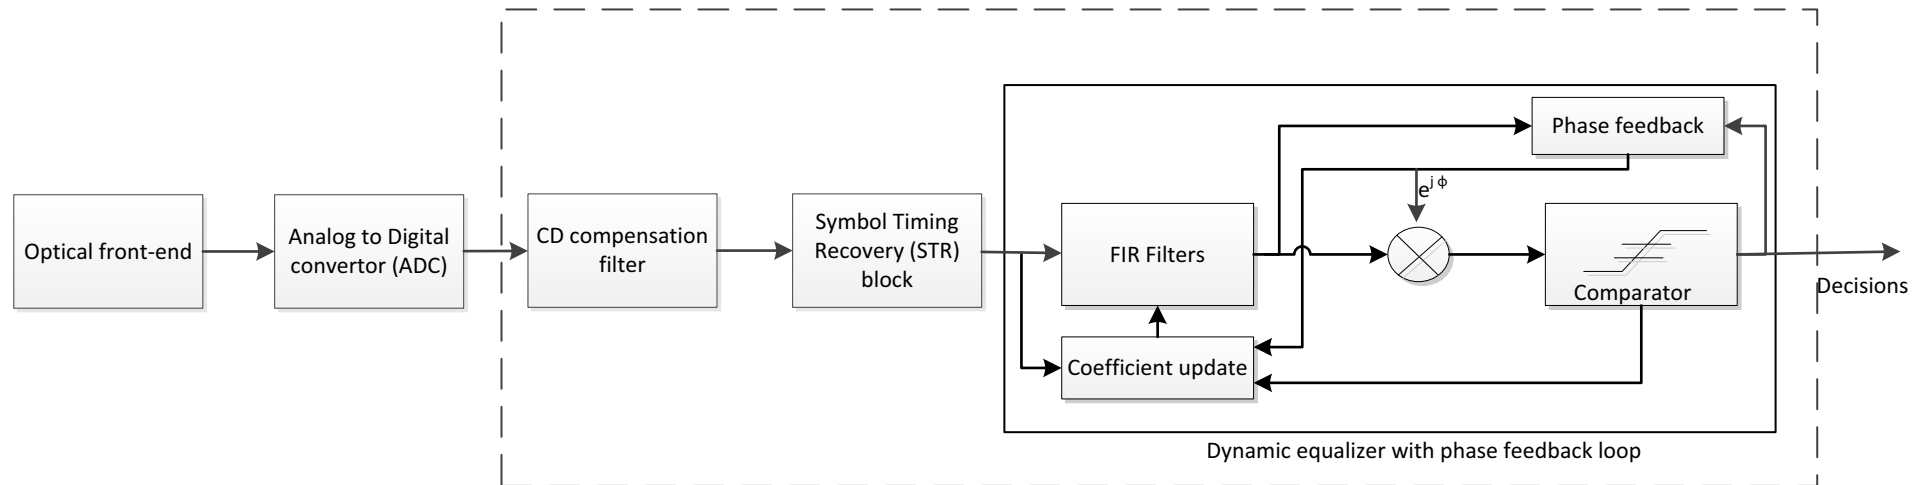 Optical front-end
Analog to Digital
convertor (ADC)
CD compensation
filter
Symbol Timing
Recovery (STR)
block
FIR Filters
Coefficient update
Phase feedback
e^{j ϕ}
Comparator
Decisions
Dynamic equalizer with phase feedback loop